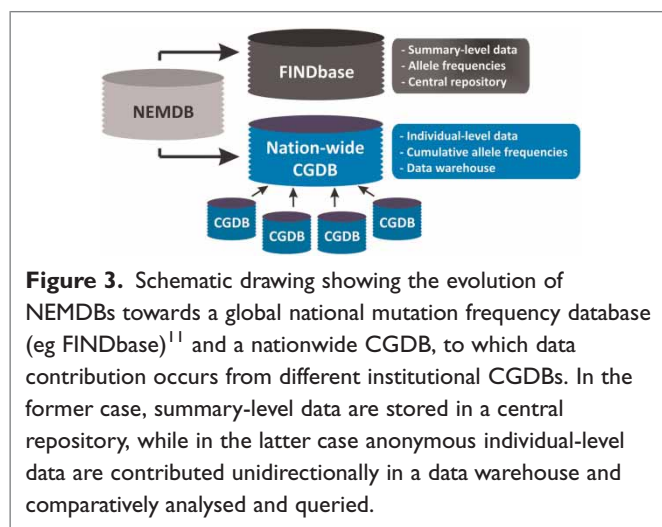 FINDbase
- Summary-level data
- Allele frequencies
- Central repository
NEMDB
Nation-wide
CGDB
- Individual-level data
- Cumulative allele frequencies
- Data warehouse
CGDB
CGDB
CGDB
CGDB
Figure 3. Schematic drawing showing the evolution of
NEMDBs towards a global national mutation frequency database
(eg FINDbase)11 and a nationwide CGDB, to which data
contribution occurs from different institutional CGDBs. In the
former case, summary-level data are stored in a central
repository, while in the latter case anonymous individual-level
data are contributed unidirectionally in a data warehouse and
comparatively analysed and queried.